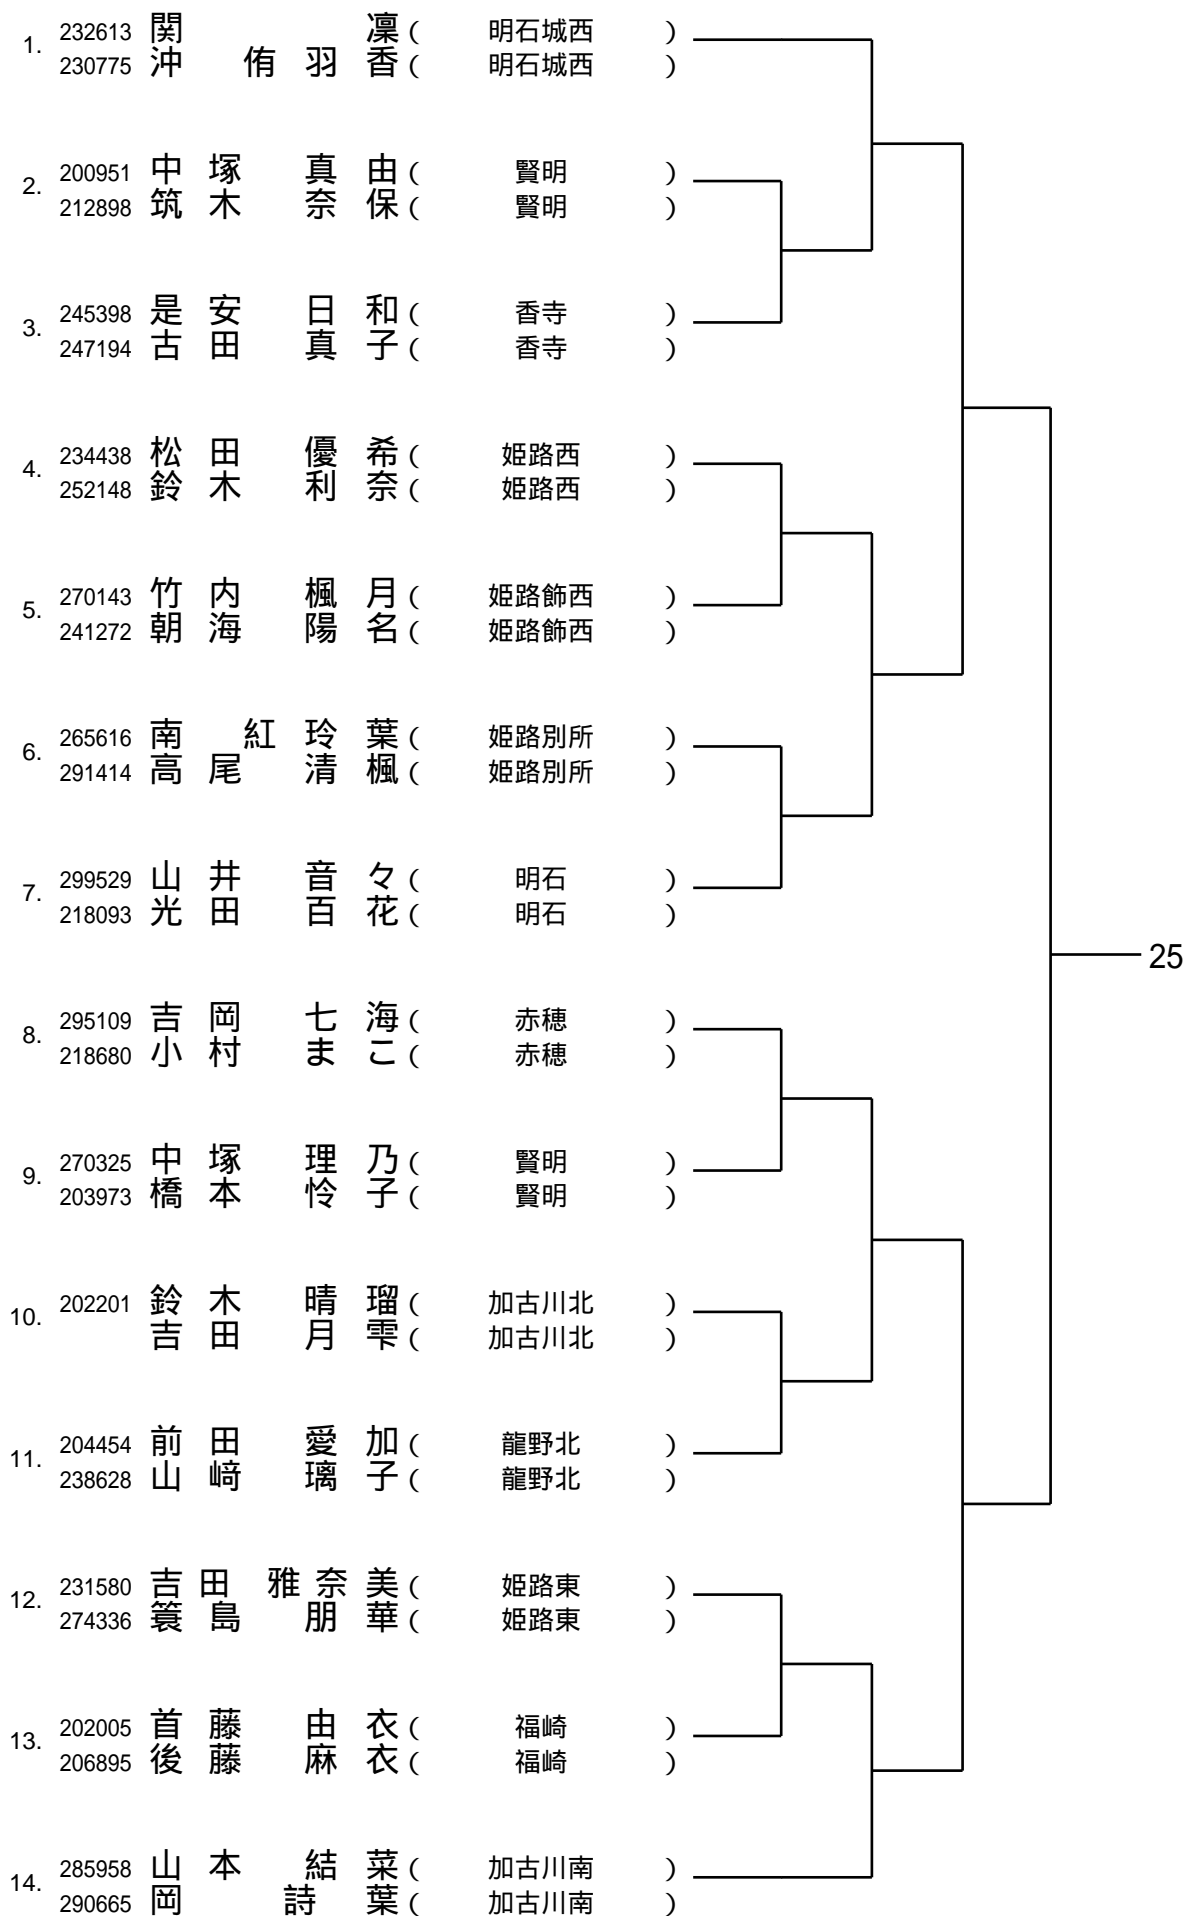 1. 232613 関 凜 ( 明石城西 )
230775 沖 侑羽香 ( 明石城西 )
2. 200951 中塚 真由 ( 賢明 )
212898 筑木 奈保 ( 賢明 )
3. 245398 是安 日和 ( 香寺 )
247194 古田 真子 ( 香寺 )
4. 234438 松田 優希 ( 姫路西 )
252148 鈴木 利奈 ( 姫路西 )
5. 270143 竹内 楓月 ( 姫路飾西 )
241272 朝海 陽名 ( 姫路飾西 )
6. 265616 南 紅玲葉 ( 姫路別所 )
291414 高尾 清楓 ( 姫路別所 )
7. 299529 山井 音々 ( 明石 )
218093 光田 百花 ( 明石 )
25
8. 295109 吉岡 七海 ( 赤穂 )
218680 小村 まこ ( 赤穂 )
9. 270325 中塚 理乃 ( 賢明 )
203973 橋本 怜子 ( 賢明 )
10. 202201 鈴木 晴瑠 ( 加古川北 )
吉田 月雫 ( 加古川北 )
11. 204454 前田 愛加 ( 龍野北 )
238628 山﨑 璃子 ( 龍野北 )
12. 231580 吉田 雅奈美 ( 姫路東 )
274336 簑島 朋華 ( 姫路東 )
13. 202005 首藤 由衣 ( 福崎 )
206895 後藤 麻衣 ( 福崎 )
14. 285958 山本 結菜 ( 加古川南 )
290665 岡 詩葉 ( 加古川南 )